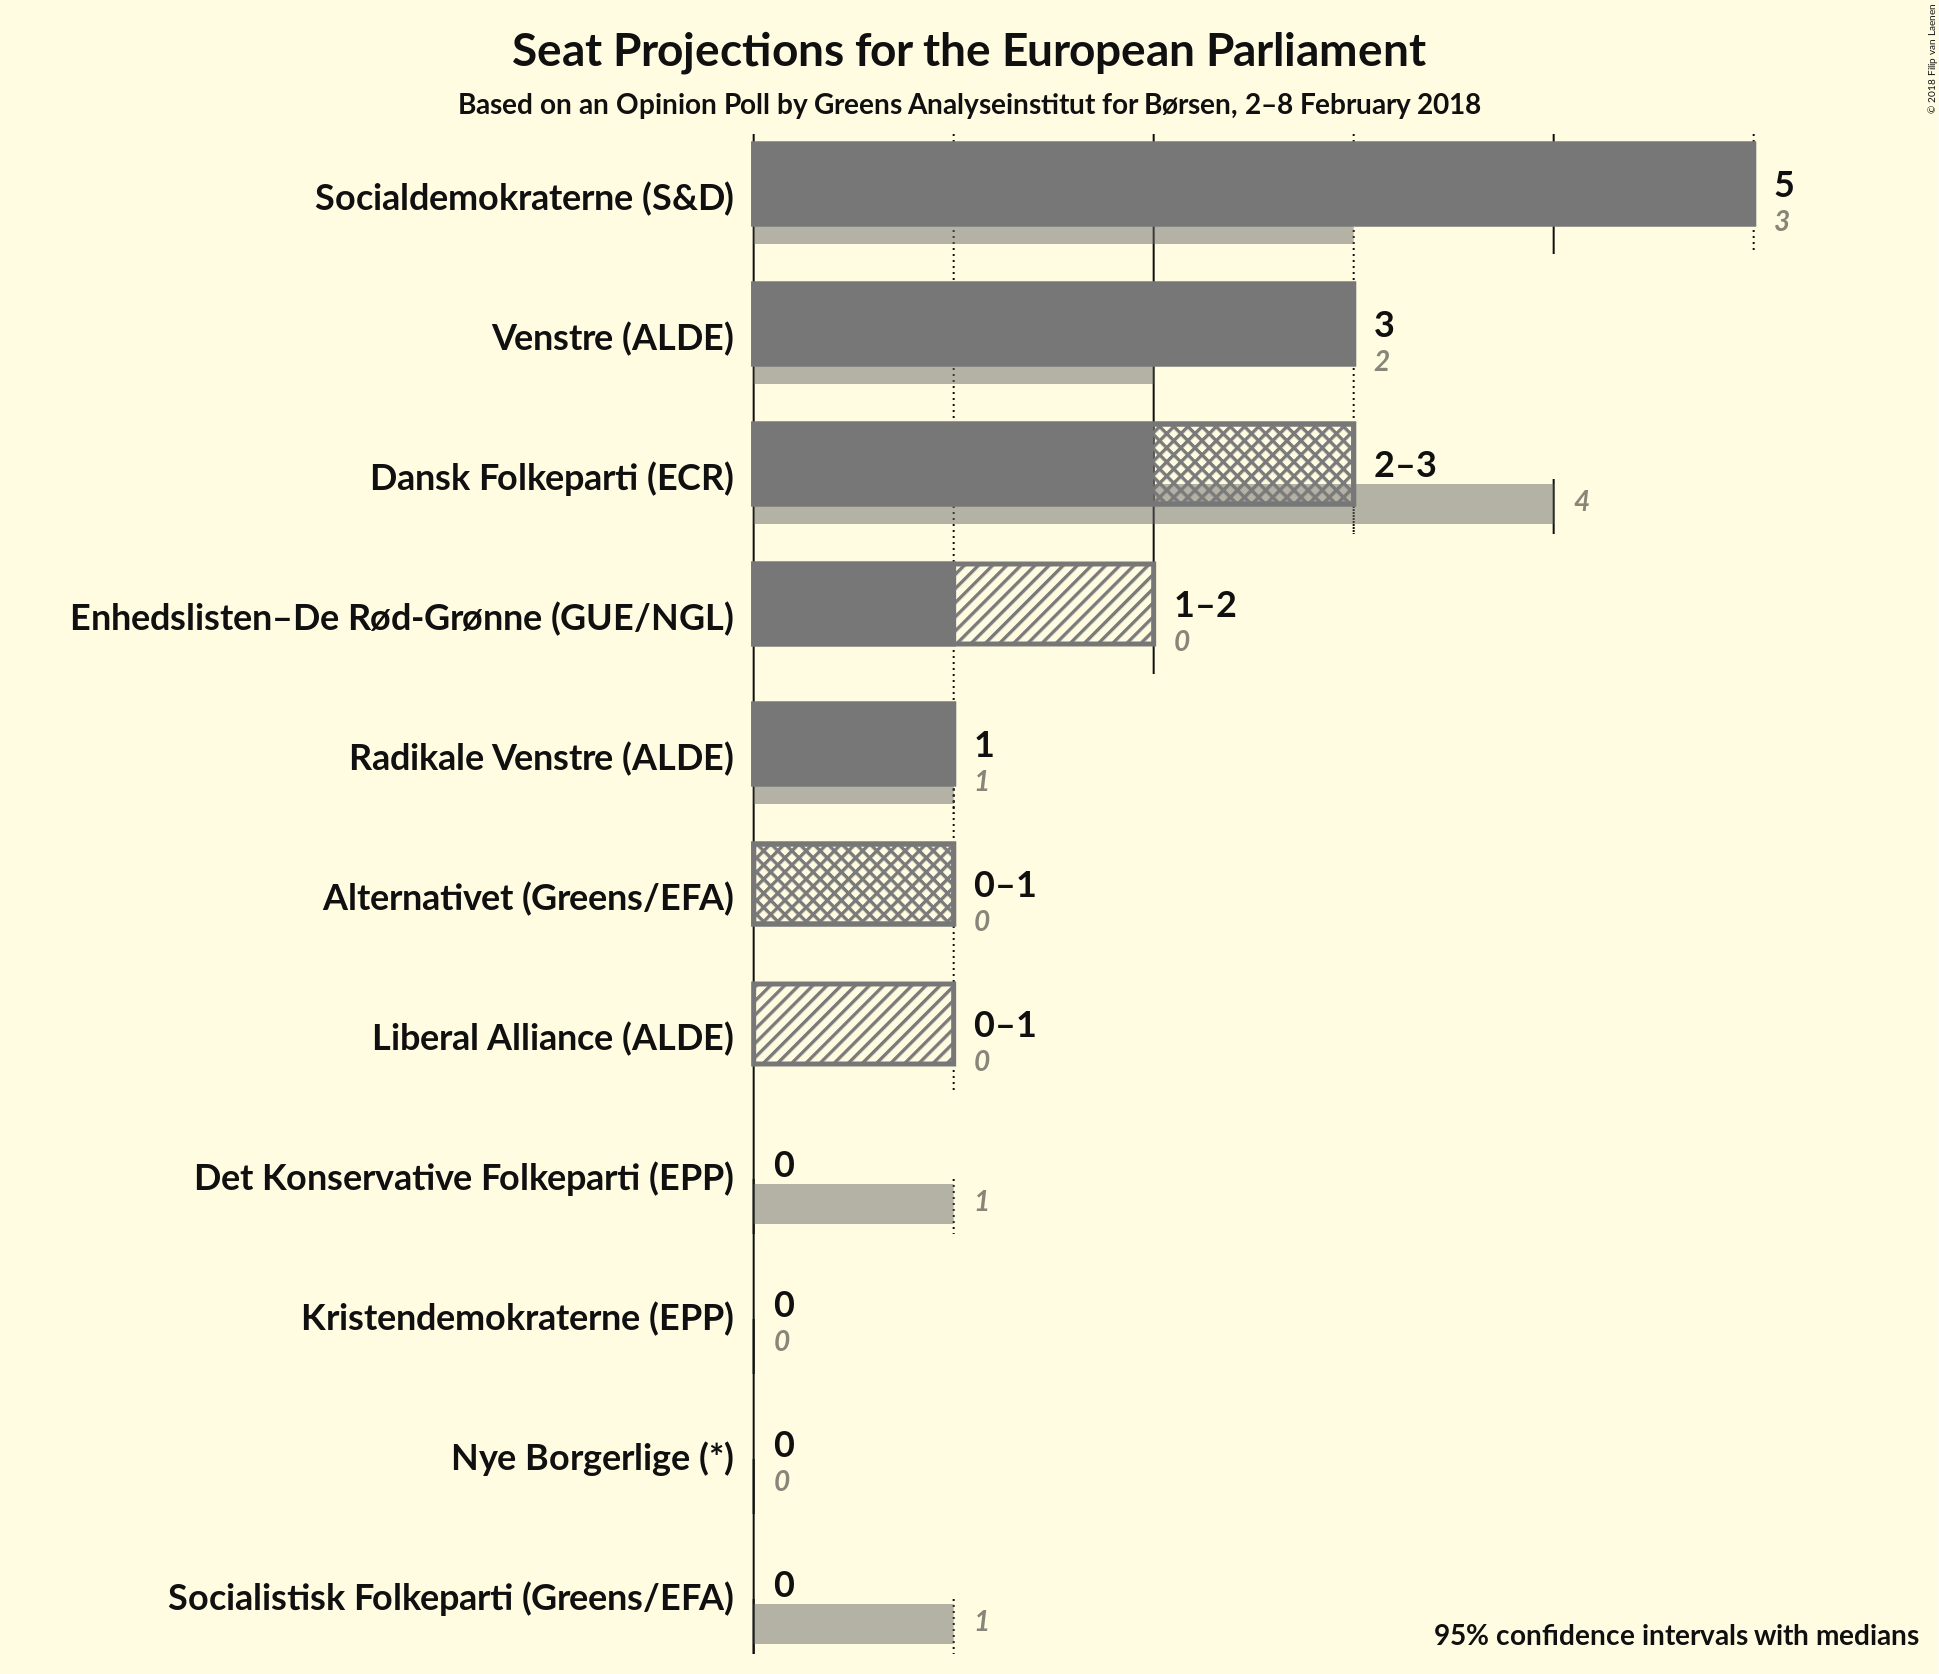 Seat Projections for the European Parliament
Based on an Opinion Poll by Greens Analyseinstitut for Børsen, 2–8 February 2018
© 2018 Filip van Laenen
Socialdemokraterne (S&D)
5
3
Venstre (ALDE)
3
2
Dansk Folkeparti (ECR)
2–3
4
Enhedslisten–De Rød-Grønne (GUE/NGL)
1–2
0
Radikale Venstre (ALDE)
1
1
Alternativet (Greens/EFA)
0–1
0
Liberal Alliance (ALDE)
0–1
0
Det Konservative Folkeparti (EPP)
0
1
Kristendemokraterne (EPP)
0
0
Nye Borgerlige (*)
0
0
Socialistisk Folkeparti (Greens/EFA)
0
1
95% confidence intervals with medians